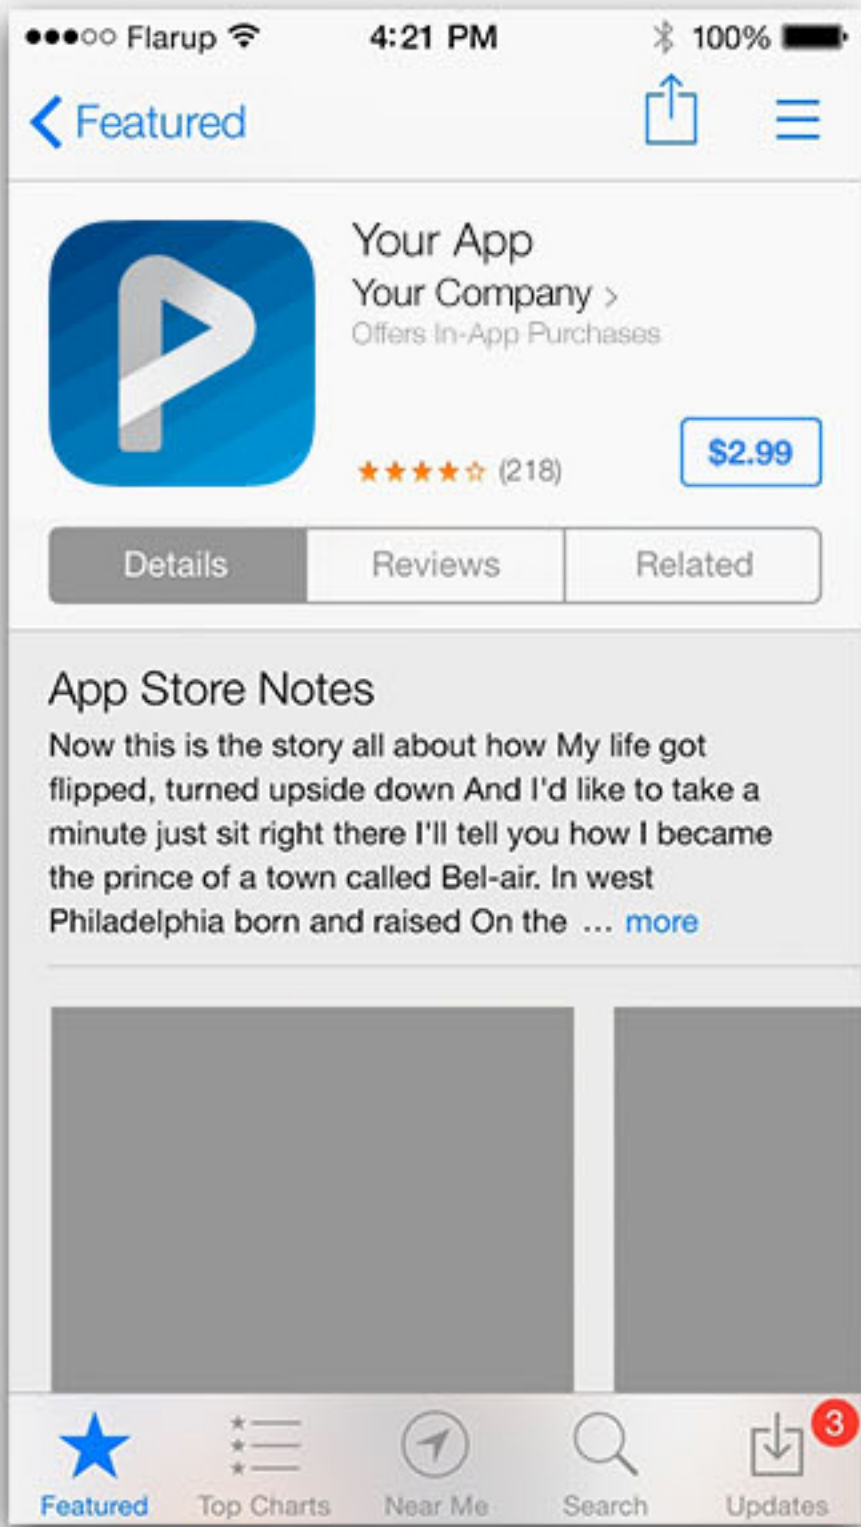 Flarup 4:21 PM 100%
Featured
Your App
Your Company >
Offers In-App Purchases
(218) $2.99
Details Reviews Related
App Store Notes
Now this is the story all about how My life got
flipped, turned upside down And I'd like to take a
minute just sit right there I'll tell you how I became
the prince of a town called Bel-air. In west
Philadelphia born and raised On the ... more
3
Featured Top Charts Near Me Search Updates